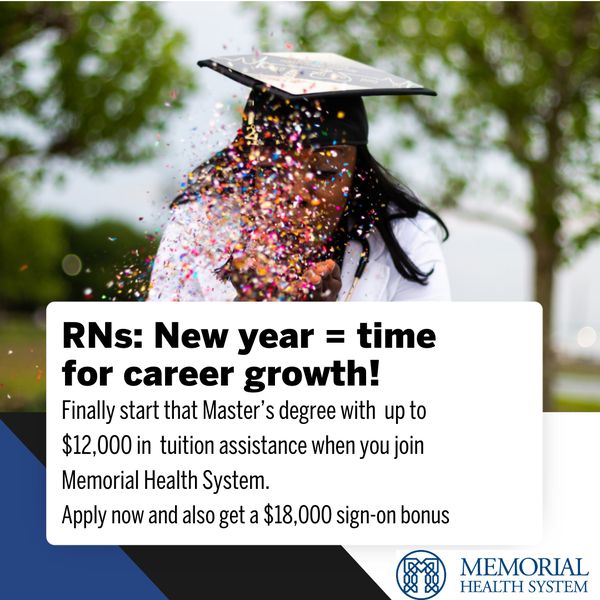 RNs: New year = time
for career growth!
Finally start that Master's degree with up to
$12,000 in tuition assistance when you join
Memorial Health System.
Apply now and also get a $18,000 sign-on bonus
MEMORIAL
HEALTH SYSTEM